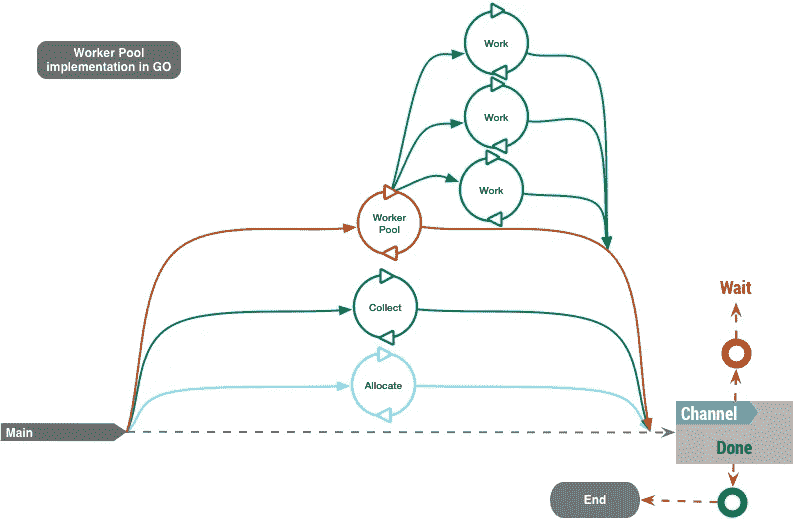 Worker Pool
implementation in GO
Work
Work
Work
Worker
Pool
Collect
Allocate
Main
Wait
Channel
Done
End